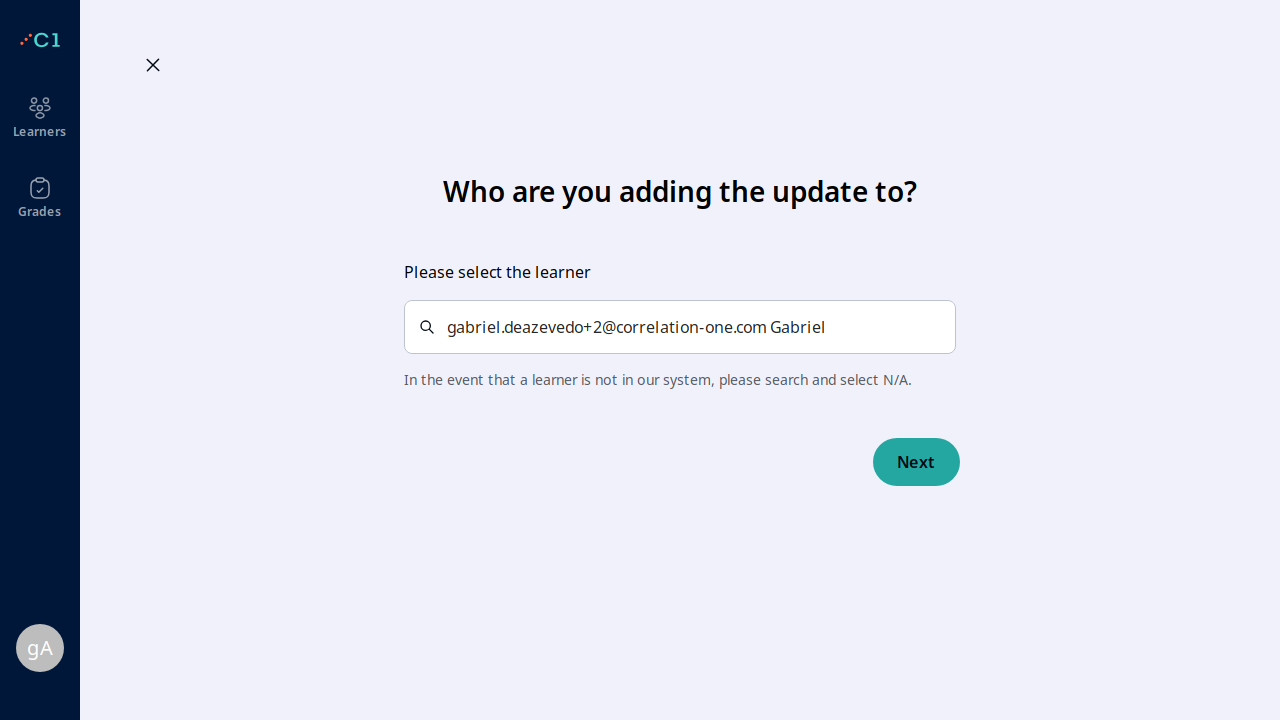 C1
Learners
Grades
gA
Who are you adding the update to?
Please select the learner
gabriel.deazevedo+2@correlation-one.com Gabriel
In the event that a learner is not in our system, please search and select N/A.
Next